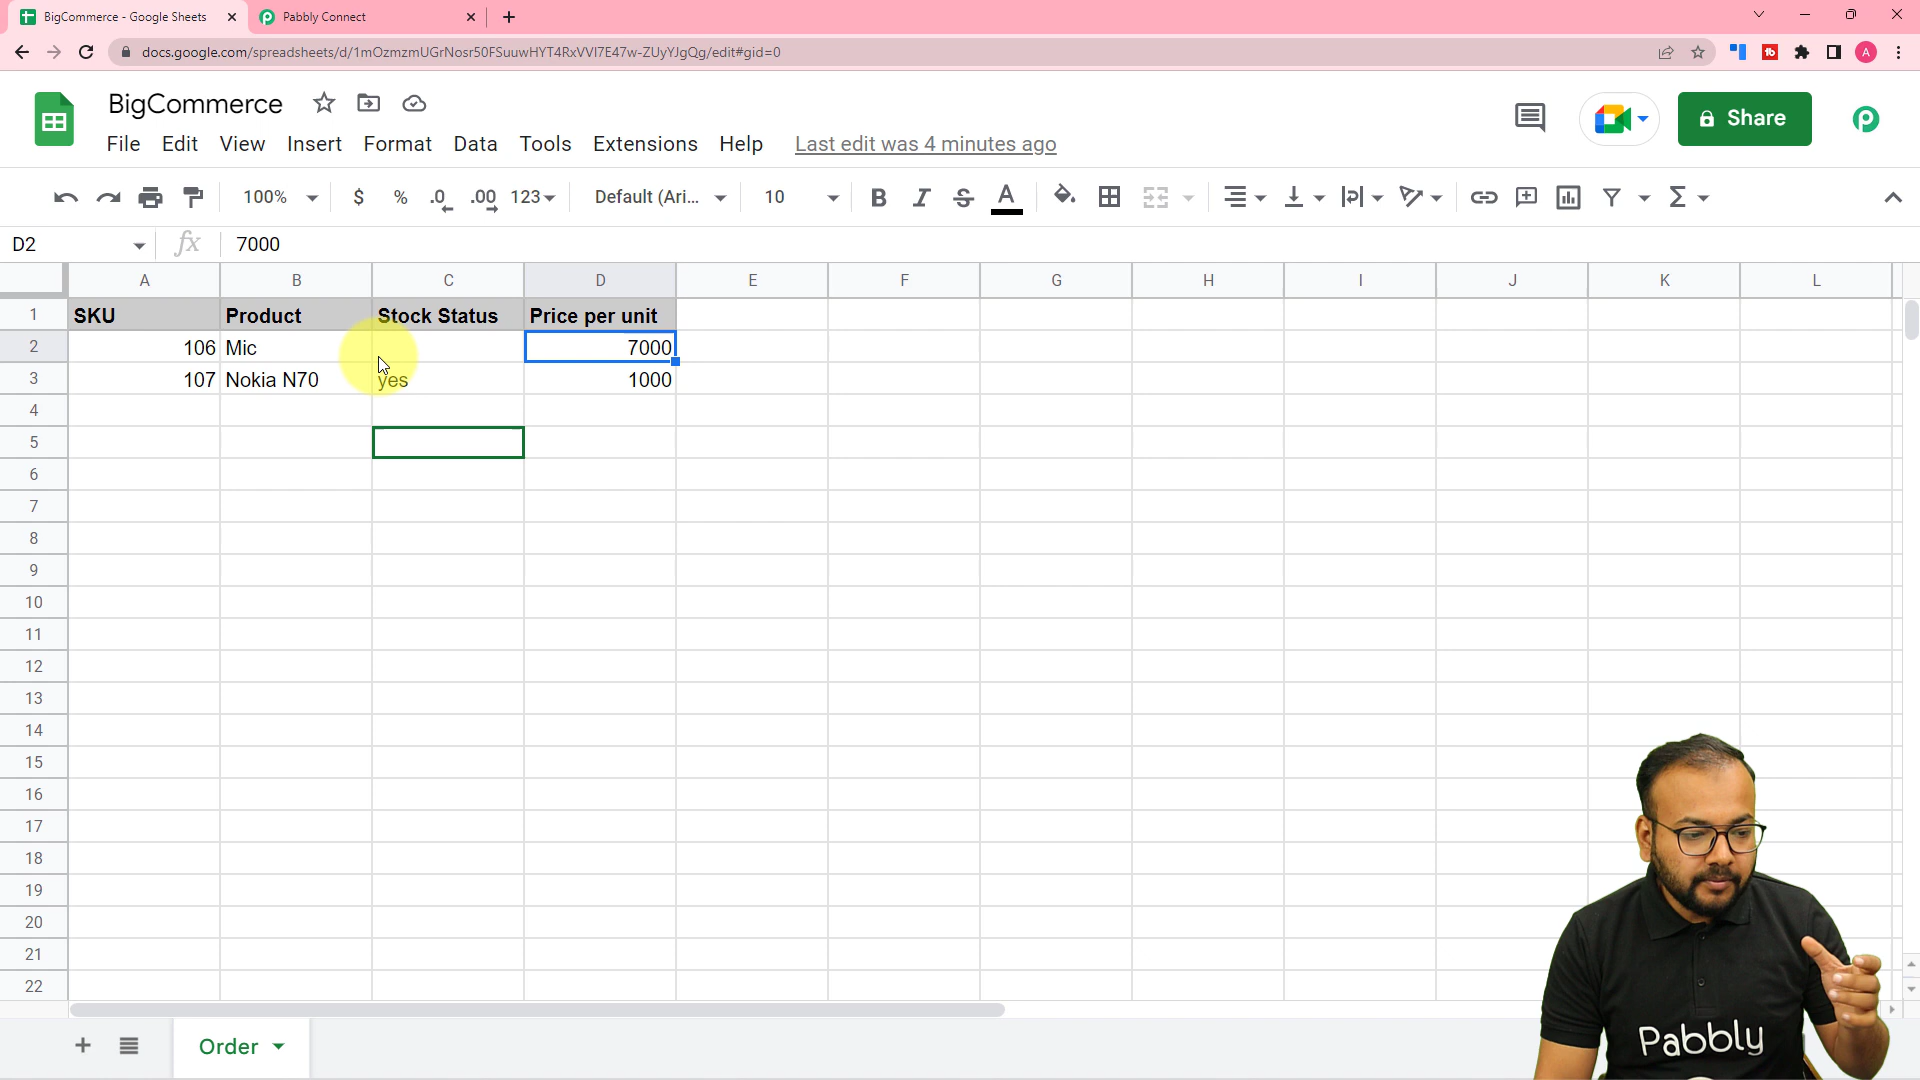 BigCommerce - Google Sheets
Pabbly Connect
docs.google.com/spreadsheets/d/1mOzmzmUGrNosr50FSuuwHYT4RxVVI7E47w-ZUyYJgQg/edit#gid=0
A
BigCommerce
File Edit View Insert Format Data Tools Extensions Help Last edit was 4 minutes ago
Share
100% $ % .0 .00 123 Default (Ari... 10 B I S A
D2 fx 7000
A B C D E F G H I J K L
1 SKU Product Stock Status Price per unit
2 106 Mic 7000
3 107 Nokia N70 yes 1000
4
5
6
7
8
9
10
11
12
13
14
15
16
17
18
19
20
21
22
Order
Pabbly